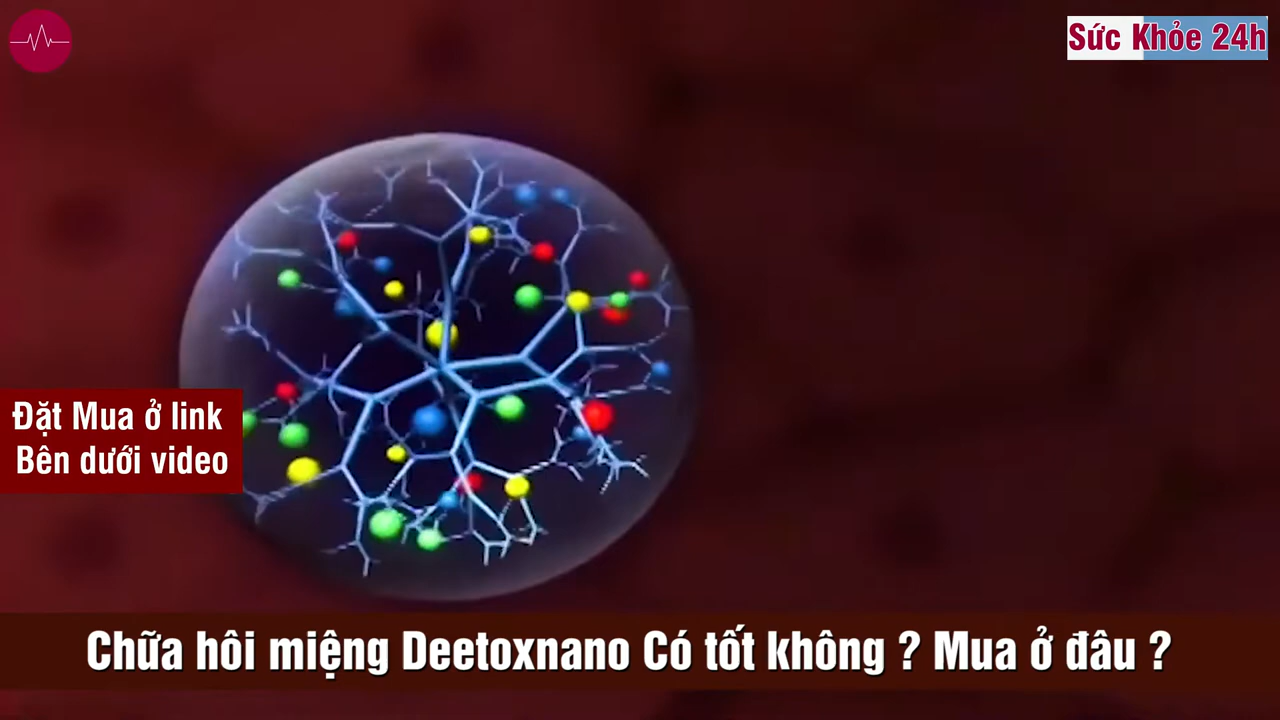 Sức Khỏe 24h
Đặt Mua ở link
Bên dưới video
Chữa hôi miệng Deetoxnano Có tốt không ? Mua ở đâu ?